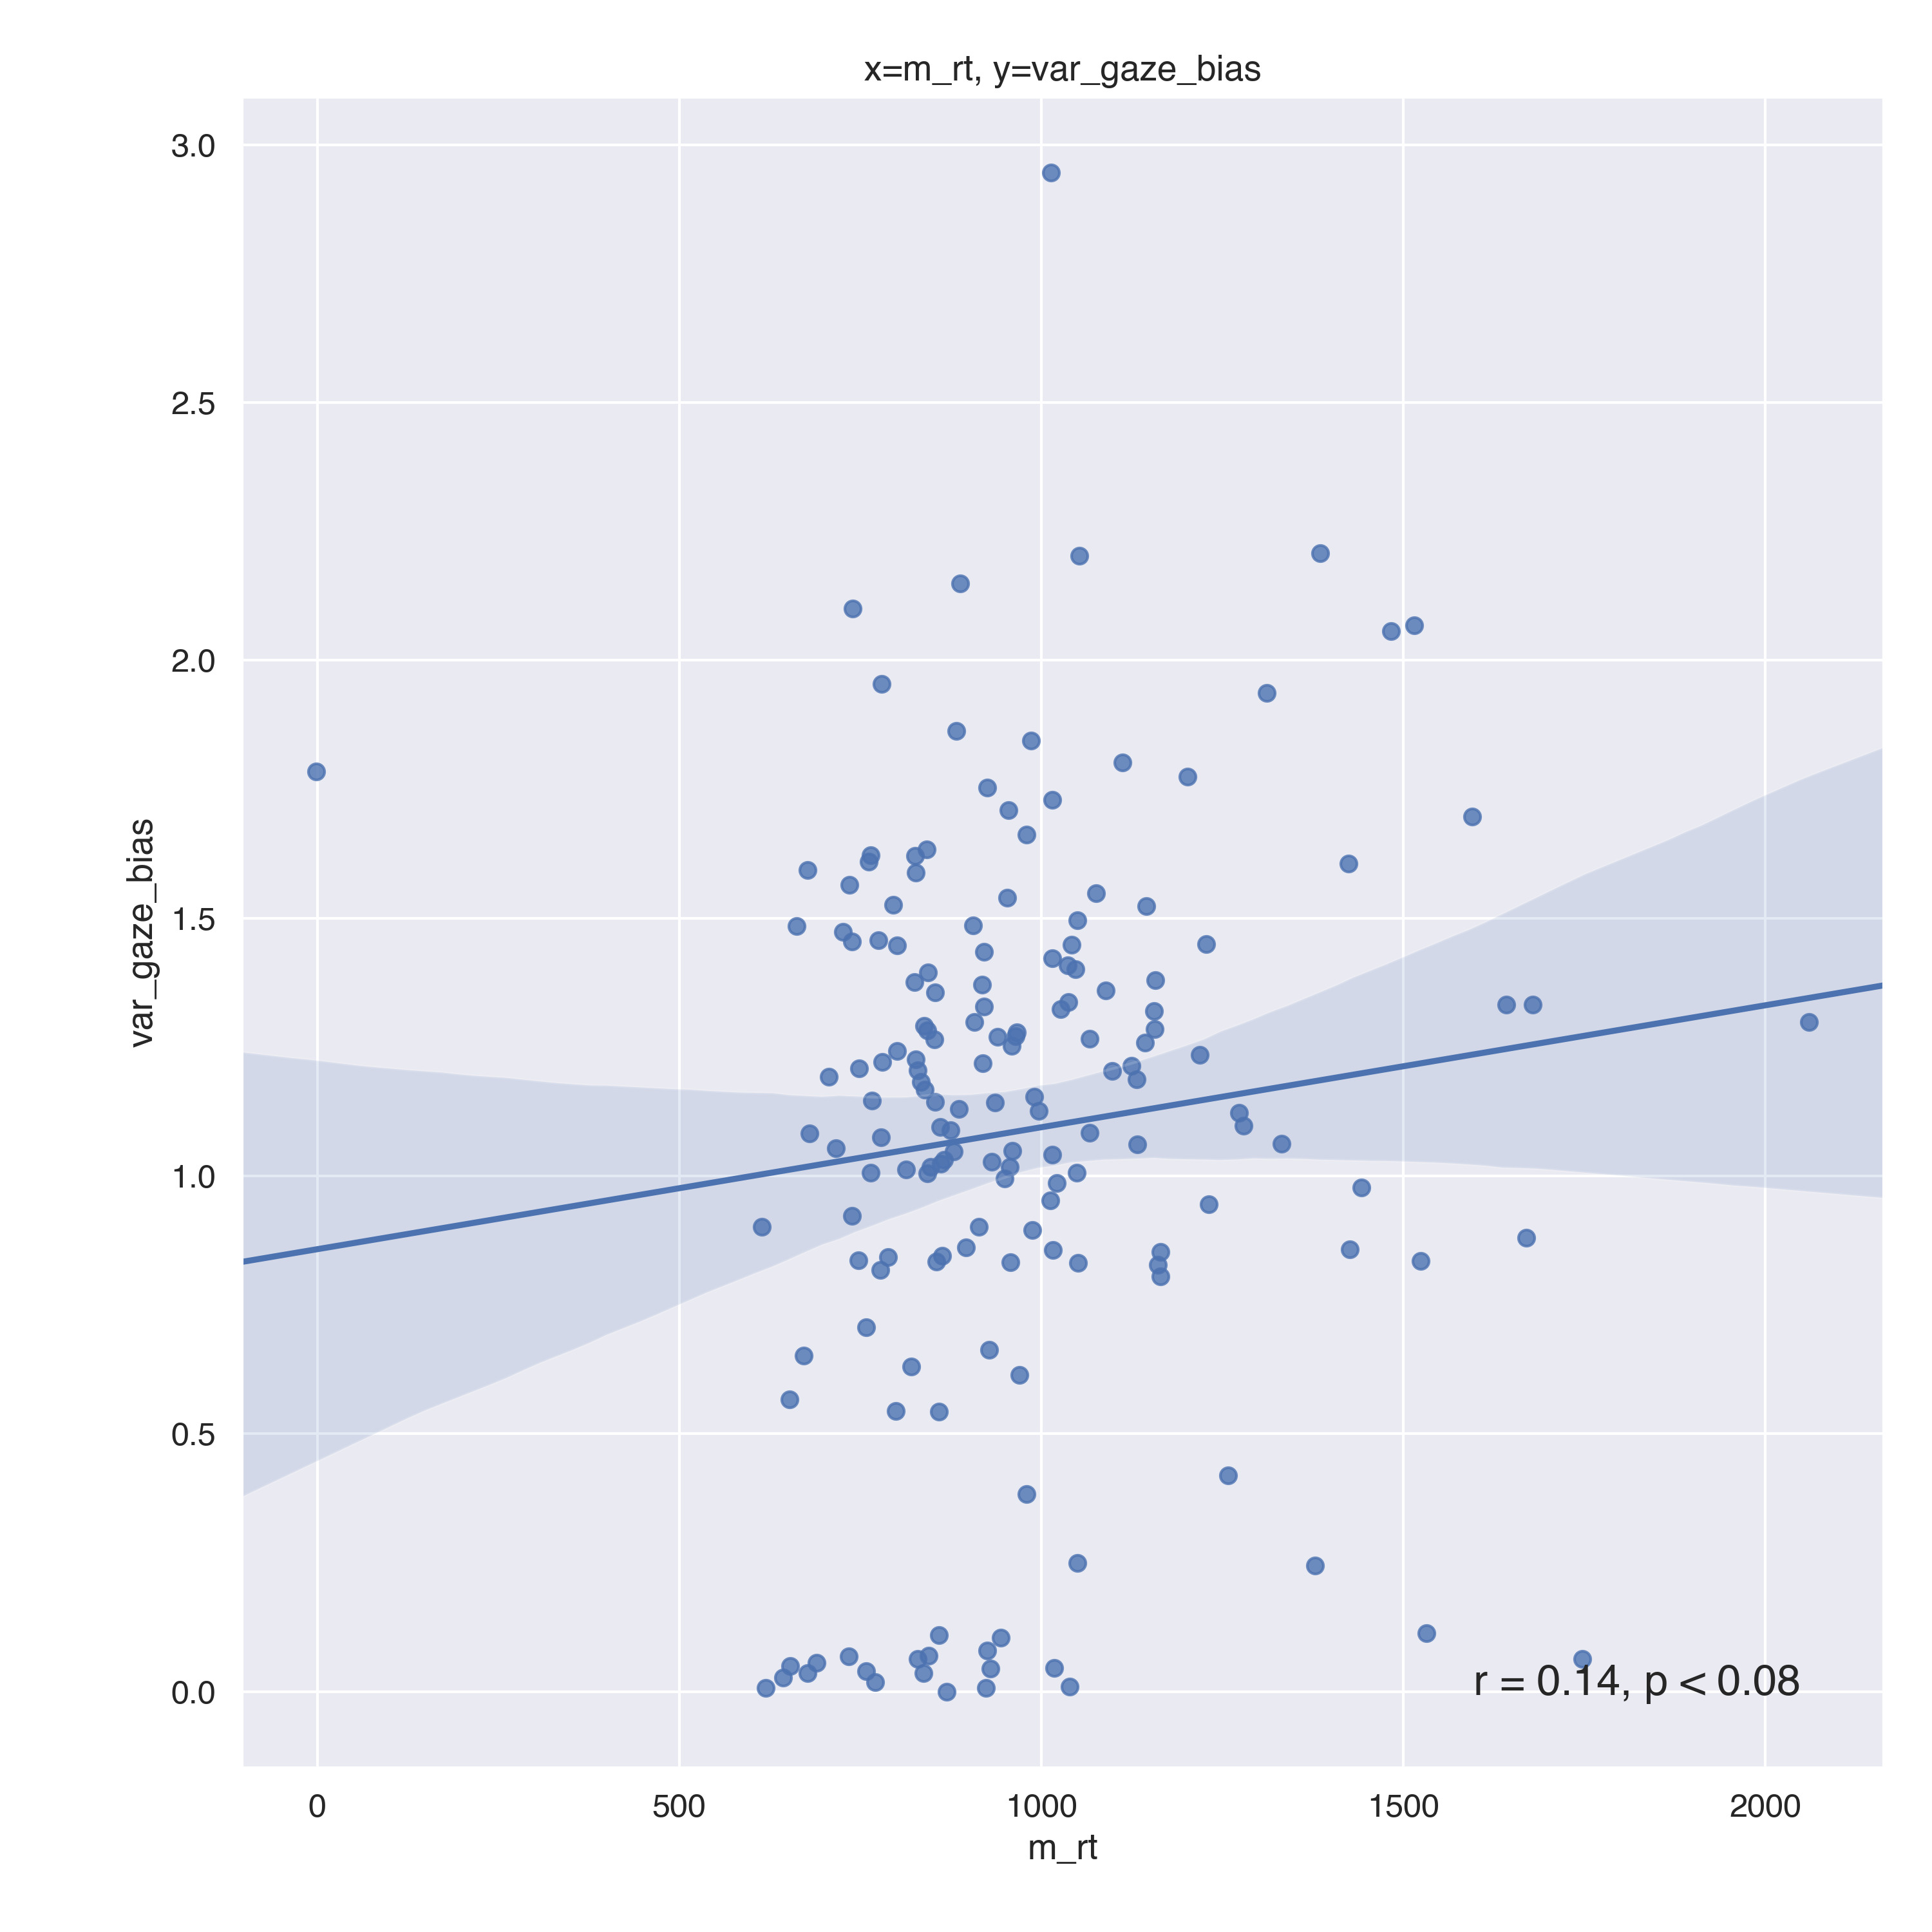 x=m_rt, y=var_gaze_bias
3.0
2.5
2.0
1.5
1.0
0.5
0.0
var_gaze_bias
r = 0.14, p < 0.08
0 500 1000 1500 2000
m_rt